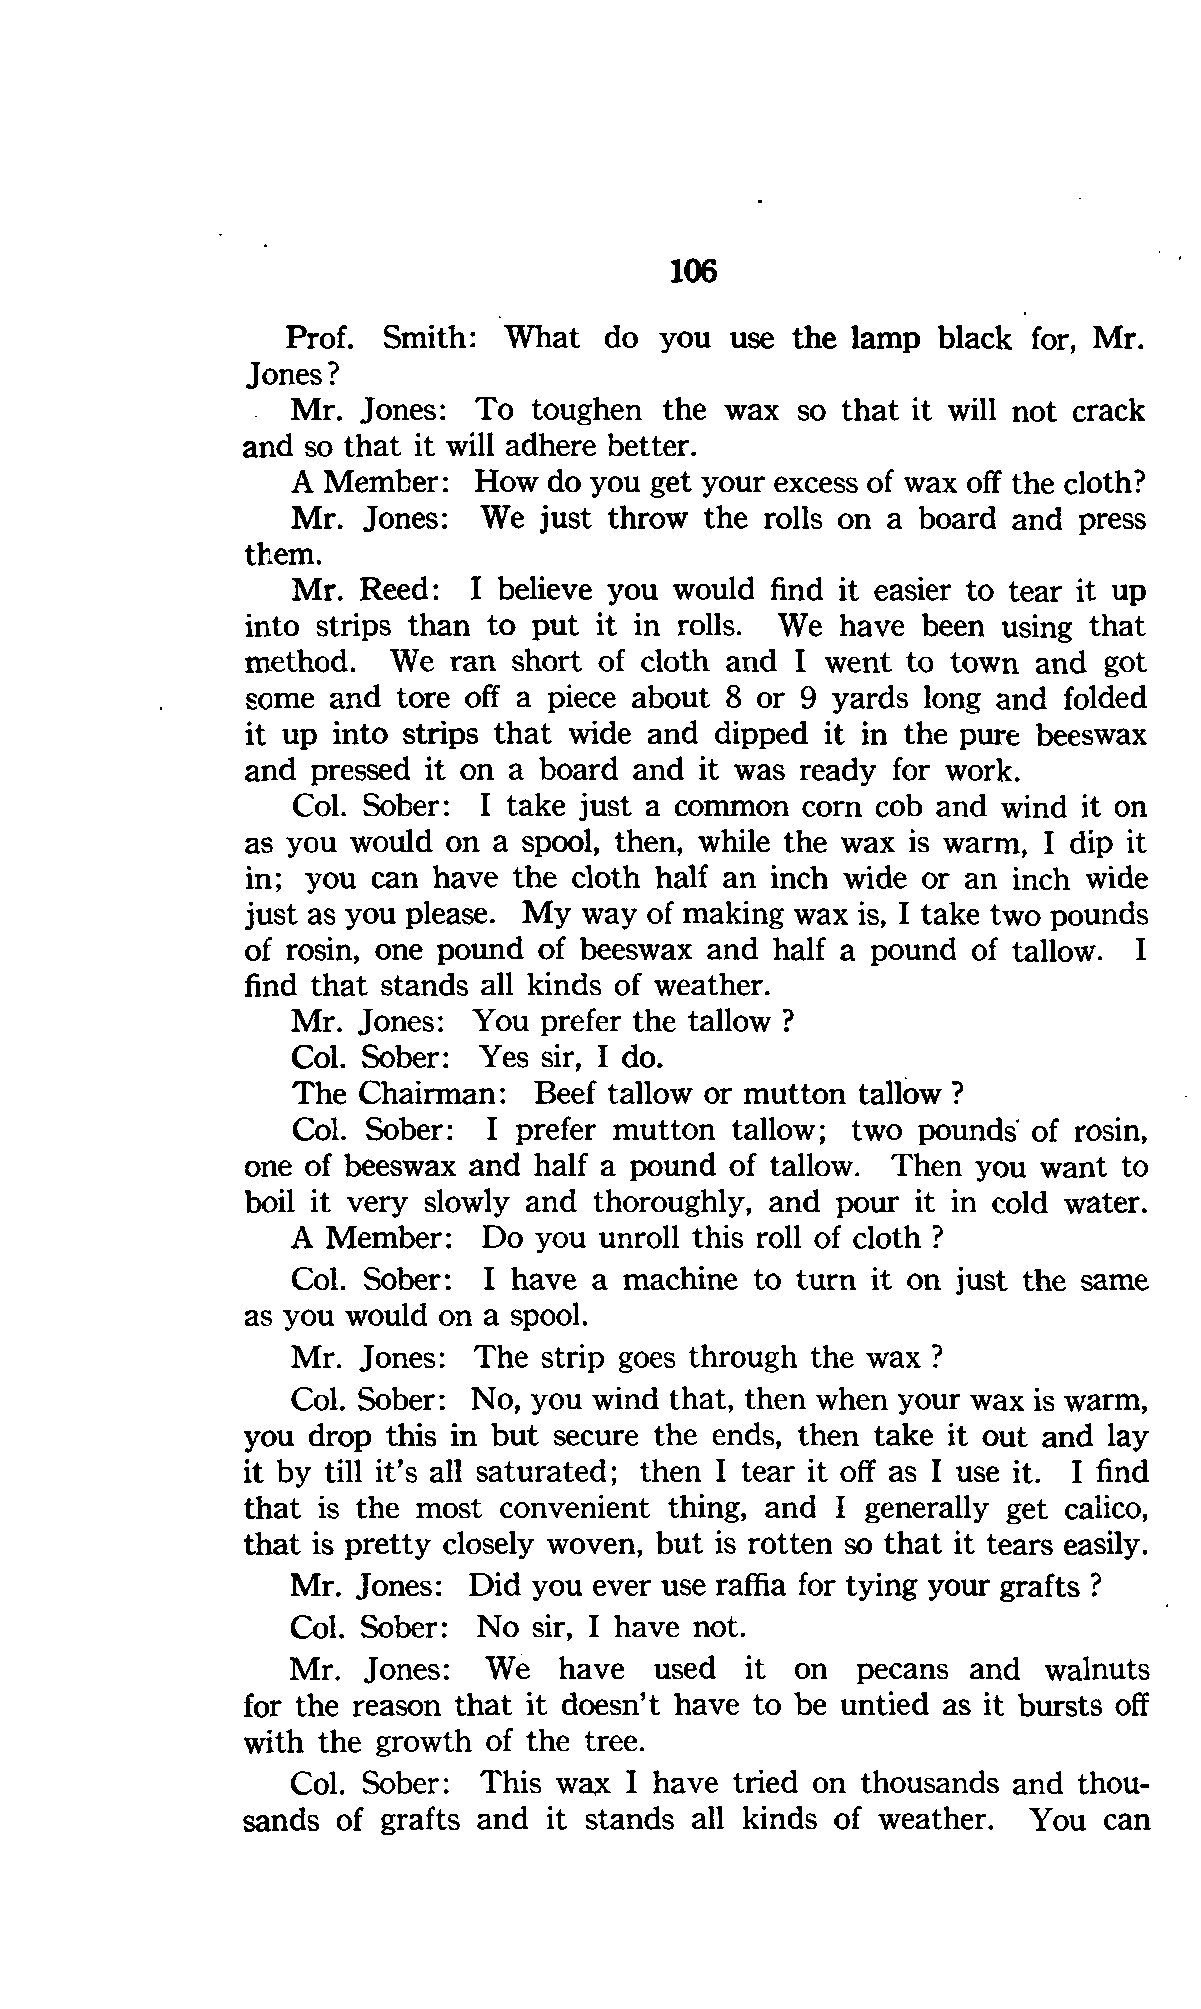 106
Prof. Smith: What do you use the lamp black for, Mr.
Jones?
Mr. Jones: To toughen the wax so that it will not crack
and so that it will adhere better.
A Member: How do you get your excess of wax off the cloth?
Mr. Jones: We just throw the rolls on a board and press
them.
Mr. Reed: I believe you would find it easier to tear it up
into strips than to put it in rolls. We have been using that
method. We ran short of cloth and I went to town and got
some and tore off a piece about 8 or 9 yards long and folded
it up into strips that wide and dipped it in the pure beeswax
and pressed it on a board and it was ready for work.
Col. Sober: I take just a common corn cob and wind it on
as you would on a spool, then, while the wax is warm, I dip it
in; you can have the cloth half an inch wide or an inch wide
just as you please. My way of making wax is, I take two pounds
of rosin, one pound of beeswax and half a pound of tallow. I
find that stands all kinds of weather.
Mr. Jones: You prefer the tallow ?
Col. Sober: Yes sir, I do.
The Chairman: Beef tallow or mutton tallow ?
Col. Sober: I prefer mutton tallow; two pounds of rosin,
one of beeswax and half a pound of tallow. Then you want to
boil it very slowly and thoroughly, and pour it in cold water.
A Member: Do you unroll this roll of cloth ?
Col. Sober: I have a machine to turn it on just the same
as you would on a spool.
Mr. Jones: The strip goes through the wax ?
Col. Sober: No, you wind that, then when your wax is warm,
you drop this in but secure the ends, then take it out and lay
it by till it's all saturated; then I tear it off as I use it. I find
that is the most convenient thing, and I generally get calico,
that is pretty closely woven, but is rotten so that it tears easily.
Mr. Jones: Did you ever use raffia for tying your grafts ?
Col. Sober: No sir, I have not.
Mr. Jones: We have used it on pecans and walnuts
for the reason that it doesn't have to be untied as it bursts off
with the growth of the tree.
Col. Sober: This wax I have tried on thousands and thou-
sands of grafts and it stands all kinds of weather. You can